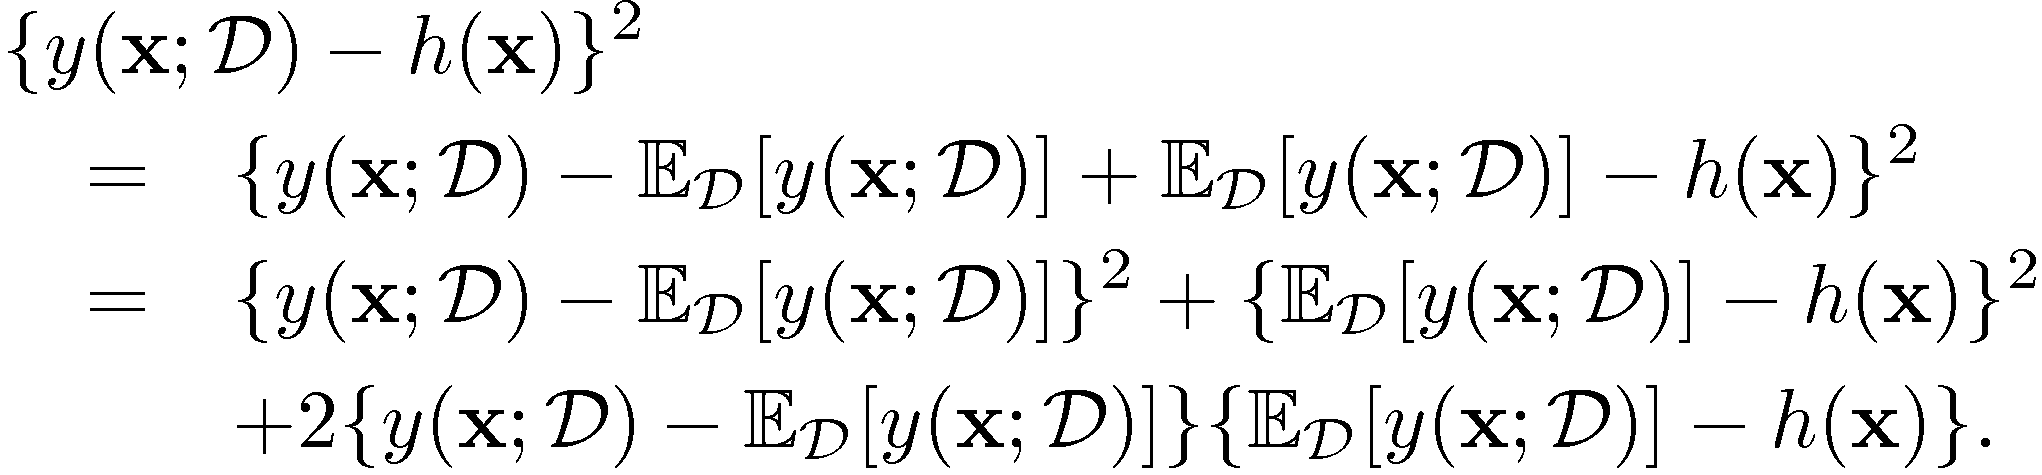 {y(𝐱; 𝒟) − h(𝐱)}²
= {y(𝐱; 𝒟) − 𝔼_𝒟[y(𝐱; 𝒟)] + 𝔼_𝒟[y(𝐱; 𝒟)] − h(𝐱)}²
= {y(𝐱; 𝒟) − 𝔼_𝒟[y(𝐱; 𝒟)]}² + {𝔼_𝒟[y(𝐱; 𝒟)] − h(𝐱)}²
+2{y(𝐱; 𝒟) − 𝔼_𝒟[y(𝐱; 𝒟)]}{𝔼_𝒟[y(𝐱; 𝒟)] − h(𝐱)}.